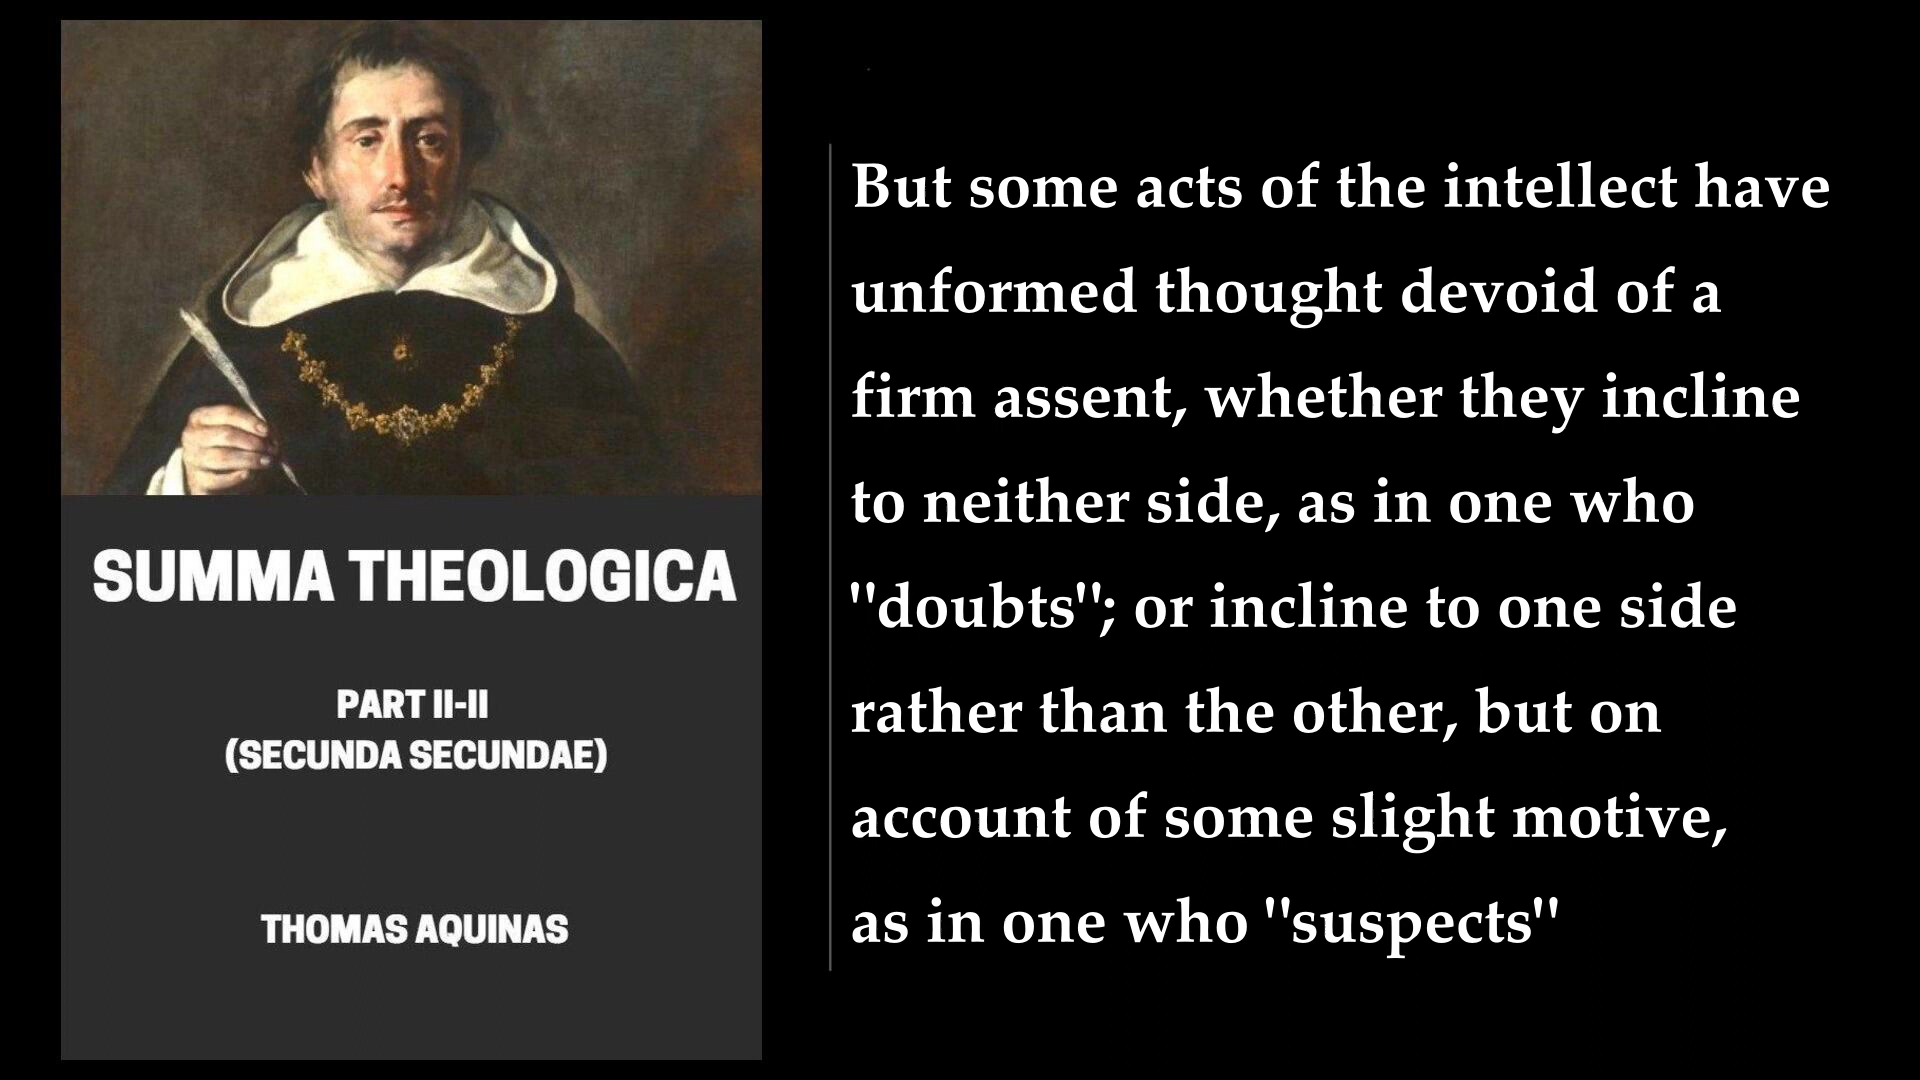 SUMMA THEOLOGICA
PART II-II
(SECUNDA SECUNDAE)
THOMAS AQUINAS
But some acts of the intellect have
unformed thought devoid of a
firm assent, whether they incline
to neither side, as in one who
"doubts"; or incline to one side
rather than the other, but on
account of some slight motive,
as in one who "suspects"